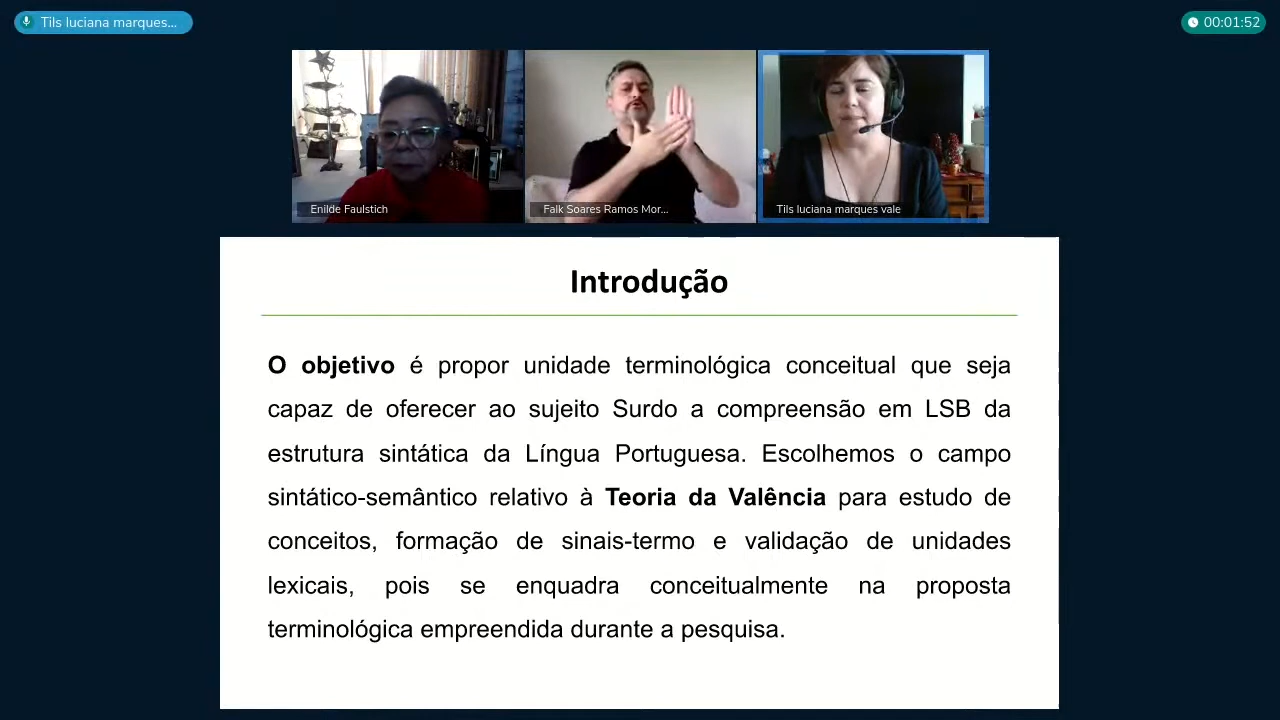 Tils luciana marques...
00:01:52
Enilde Faulstich
Falk Soares Ramos Mor...
Tils luciana marques vale
Introdução
O objetivo é propor unidade terminológica conceitual que seja
capaz de oferecer ao sujeito Surdo a compreensão em LSB da
estrutura sintática da Língua Portuguesa. Escolhemos o campo
sintático-semântico relativo à Teoria da Valência para estudo de
conceitos, formação de sinais-termo e validação de unidades
lexicais, pois se enquadra conceitualmente na proposta
terminológica empreendida durante a pesquisa.